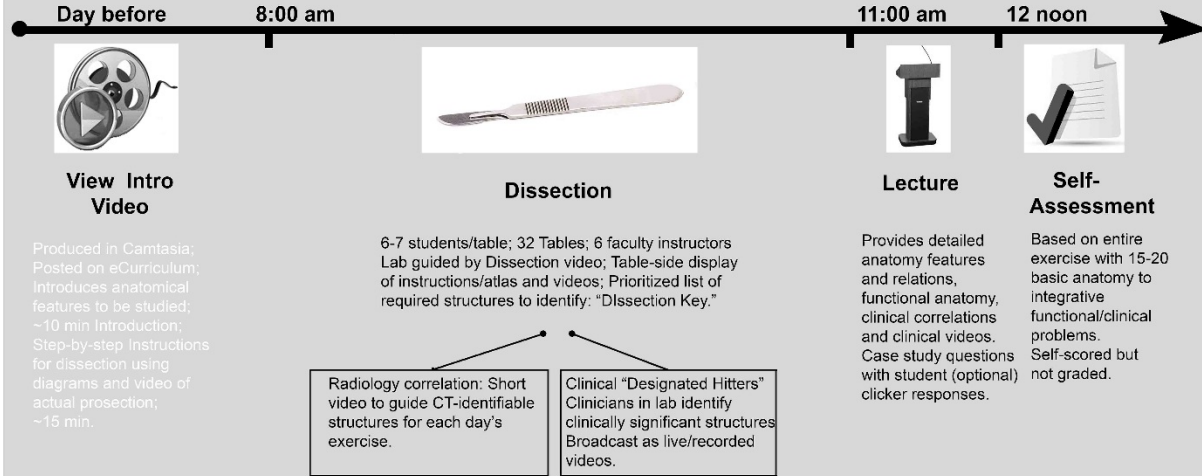 Day before
8:00 am
11:00 am
12 noon
View Intro
Video
Produced in Camtasia;
Posted on eCurriculum;
Introduces anatomical
features to be studied;
~10 min Introduction;
Step-by-step Instructions
for dissection using
diagrams and video of
actual prosection;
~15 min.
Dissection
6-7 students/table; 32 Tables; 6 faculty instructors
Lab guided by Dissection video; Table-side display
of instructions/atlas and videos; Prioritized list of
required structures to identify: “DIssection Key.”
Radiology correlation: Short
video to guide CT-identifiable
structures for each day’s
exercise.
Clinical “Designated Hitters”
Clinicians in lab identify
clinically significant structures
Broadcast as live/recorded
videos.
Lecture
Provides detailed
anatomy features
and relations,
functional anatomy,
clinical correlations
and clinical videos.
Case study questions
with student (optional)
clicker responses.
Self-
Assessment
Based on entire
exercise with 15-20
basic anatomy to
integrative
functional/clinical
problems.
Self-scored but
not graded.